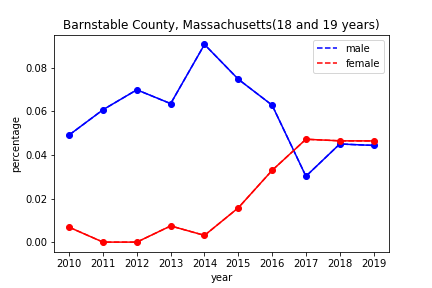 Barnstable County, Massachusetts(18 and 19 years)
male
female
percentage
0.08
0.06
0.04
0.02
0.00
2010 2011 2012 2013 2014 2015 2016 2017 2018 2019
year